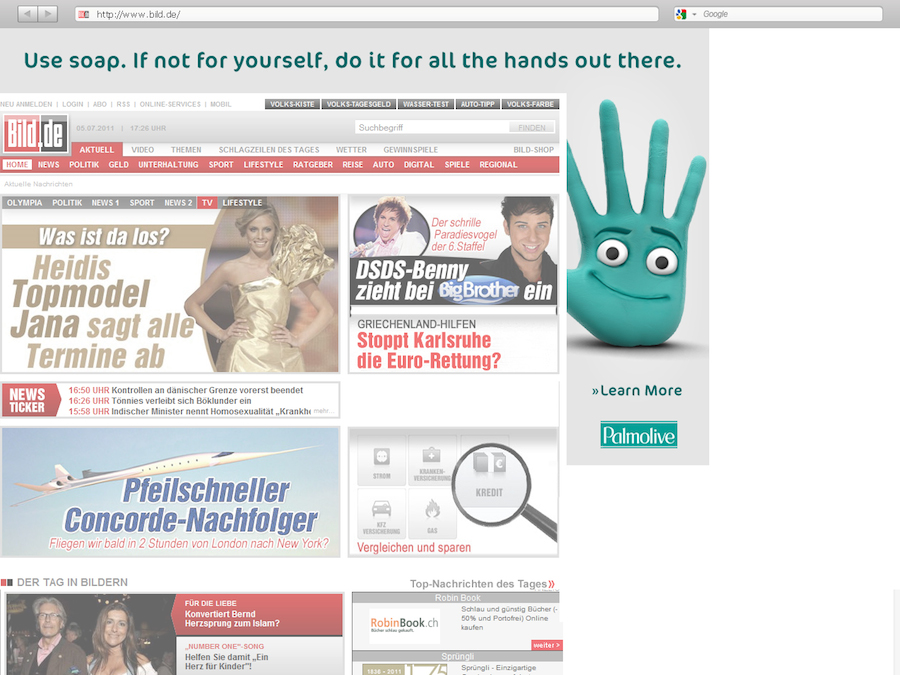 http://www.bild.de/
Google
Use soap. If not for yourself, do it for all the hands out there.
NEU ANMELDEN | LOGIN | ABO | RSS | ONLINE-SERVICES | MOBIL
VOLKS-KISTE VOLKS-TAGESGELD WASSER-TEST AUTO-TIPP VOLKS-FARBE
Bild.de
05.07.2011 | 17:26 UHR
Suchbegriff
FINDEN
AKTUELL VIDEO THEMEN SCHLAGZEILEN DES TAGES WETTER GEWINNSPIELE BILD-SHOP
HOME NEWS POLITIK GELD UNTERHALTUNG SPORT LIFESTYLE RATGEBER REISE AUTO DIGITAL SPIELE REGIONAL
Aktuelle Nachrichten
OLYMPIA POLITIK NEWS 1 SPORT NEWS 2 TV LIFESTYLE
Was ist da los?
Heidis
Topmodel
Jana sagt alle
Termine ab
Der schrille
Paradiesvogel
der 6.Staffel
DSDS-Benny
zieht bei BigBrother ein
GRIECHENLAND-HILFEN
Stoppt Karlsruhe
die Euro-Rettung?
NEWS
TICKER
16:50 UHR Kontrollen an dänischer Grenze vorerst beendet
16:26 UHR Tönnies verleibt sich Böklunder ein
15:58 UHR Indischer Minister nennt Homosexualität „Krankhe
mehr...
»Learn More
Palmolive
Pfeilschneller
Concorde-Nachfolger
Fliegen wir bald in 2 Stunden von London nach New York?
STROM
KRANKEN-
VERSICHERUNG
KREDIT
KFZ
VERSICHERUNG
GAS
Vergleichen und sparen
DER TAG IN BILDERN
FÜR DIE LIEBE
Konvertiert Bernd
Herzsprung zum Islam?
„NUMBER ONE“-SONG
Helfen Sie damit „Ein
Herz für Kinder“!
Top-Nachrichten des Tages»
Robin Book
RobinBook.ch
Bücher schlau gekauft.
Schlau und günstig Bücher (-
50% und Portofrei) Online
kaufen
weiter >
Sprüngli
1836 – 2011
175
Sprüngli - Einzigartige